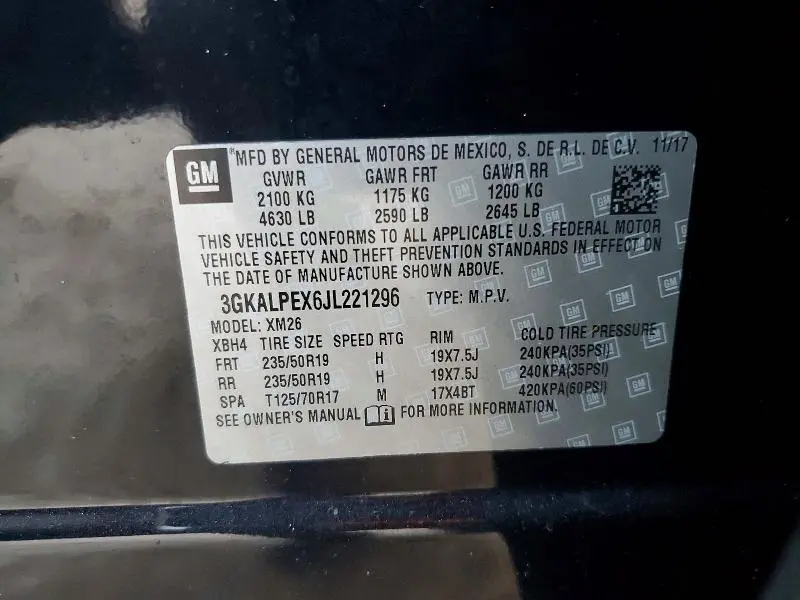 GM
*MFD BY GENERAL MOTORS DE MEXICO, S. DE R.L. DE C.V. 11/17
GVWR GAWR FRT GAWR RR
2100 KG 1175 KG 1200 KG
4630 LB 2590 LB 2645 LB
THIS VEHICLE CONFORMS TO ALL APPLICABLE U.S. FEDERAL MOTOR
VEHICLE SAFETY AND THEFT PREVENTION STANDARDS IN EFFECT ON
THE DATE OF MANUFACTURE SHOWN ABOVE.
3GKALPEX6JL221296 TYPE: M.P.V.
MODEL: XM26
XBH4 TIRE SIZE SPEED RTG RIM COLD TIRE PRESSURE
FRT 235/50R19 H 19X7.5J 240KPA(35PSI)
RR 235/50R19 H 19X7.5J 240KPA(35PSI)
SPA T125/70R17 M 17X4BT 420KPA(60PSI)
SEE OWNER'S MANUAL FOR MORE INFORMATION.